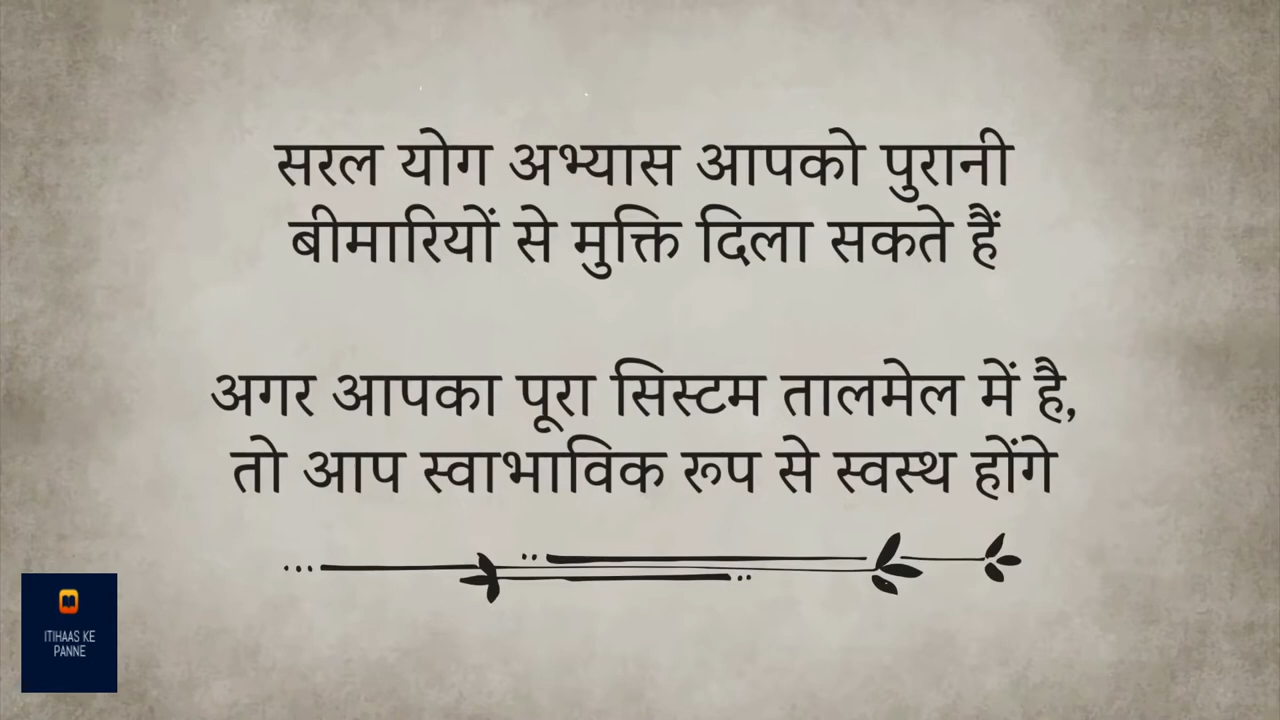 सरल योग अभ्यास आपको पुरानी
बीमारियों से मुक्ति दिला सकते हैं
अगर आपका पूरा सिस्टम तालमेल में है,
तो आप स्वाभाविक रूप से स्वस्थ होंगे
ITIHAAS KE
PANNE